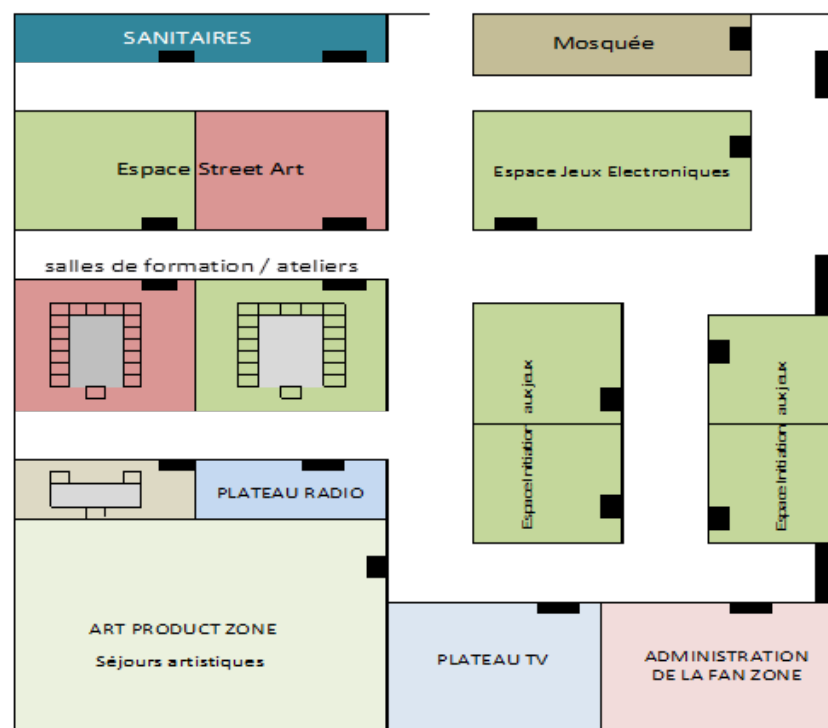 SANITAIRES
Mosquée
Espace Street Art
Espace Jeux Electroniques
salles de formation / ateliers
Espace Initiation aux jeux
Espace Initiation aux jeux
PLATEAU RADIO
ART PRODUCT ZONE
Séjours artistiques
PLATEAU TV
ADMINISTRATION
DE LA FAN ZONE